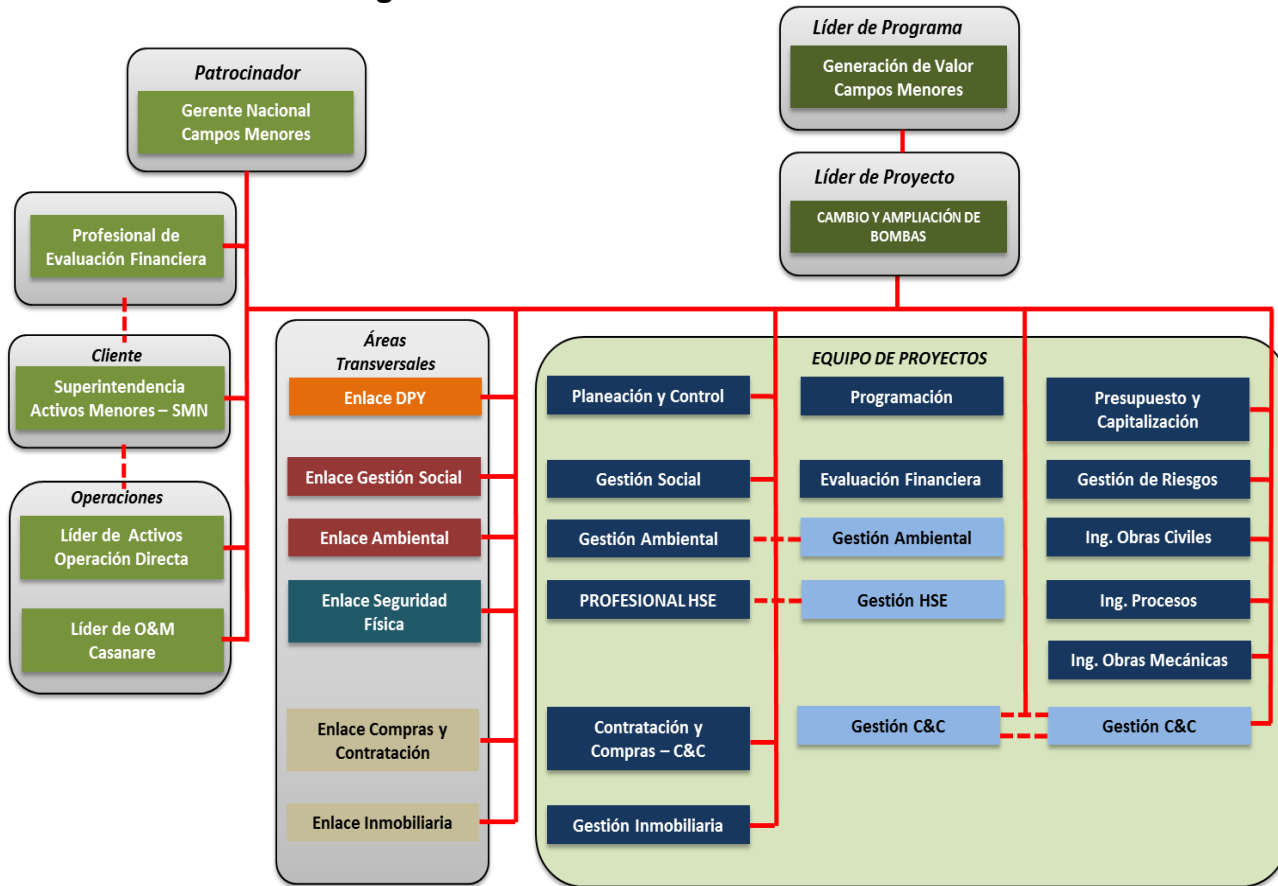 Líder de Programa
Generación de Valor
Campos Menores
Patrocinador
Gerente Nacional
Campos Menores
Líder de Proyecto
CAMBIO Y AMPLIACIÓN DE
BOMBAS
Profesional de
Evaluación Financiera
Cliente
Superintendencia
Activos Menores – SMN
Operaciones
Líder de Activos
Operación Directa
Líder de O&M
Casanare
Áreas
Transversales
Enlace DPY
Enlace Gestión Social
Enlace Ambiental
Enlace Seguridad
Física
Enlace Compras y
Contratación
Enlace Inmobiliaria
EQUIPO DE PROYECTOS
Planeación y Control
Gestión Social
Gestión Ambiental
PROFESIONAL HSE
Contratación y
Compras – C&C
Gestión Inmobiliaria
Programación
Evaluación Financiera
Gestión Ambiental
Gestión HSE
Gestión C&C
Presupuesto y
Capitalización
Gestión de Riesgos
Ing. Obras Civiles
Ing. Procesos
Ing. Obras Mecánicas
Gestión C&C